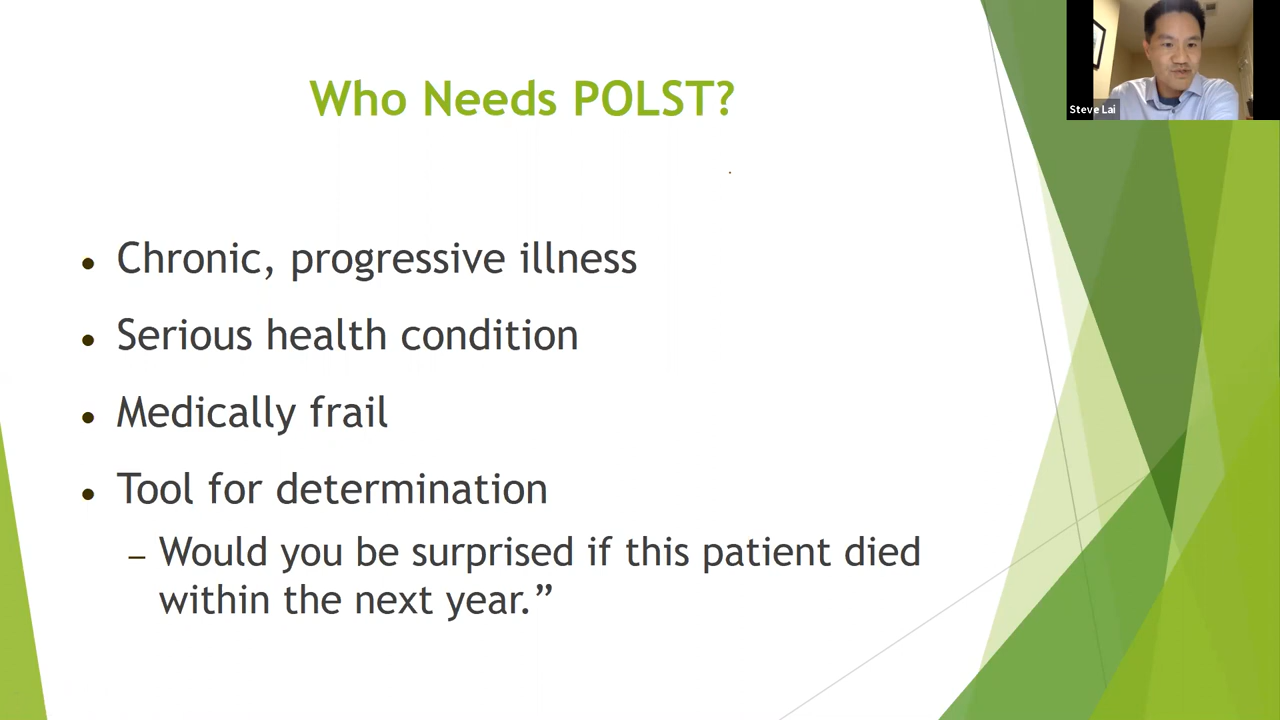 Who Needs POLST?
Steve Lai
• Chronic, progressive illness
• Serious health condition
• Medically frail
• Tool for determination
– Would you be surprised if this patient died
within the next year.”